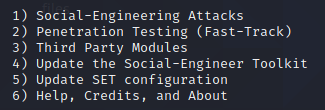 1) Social-Engineering Attacks
2) Penetration Testing (Fast-Track)
3) Third Party Modules
4) Update the Social-Engineer Toolkit
5) Update SET configuration
6) Help, Credits, and About